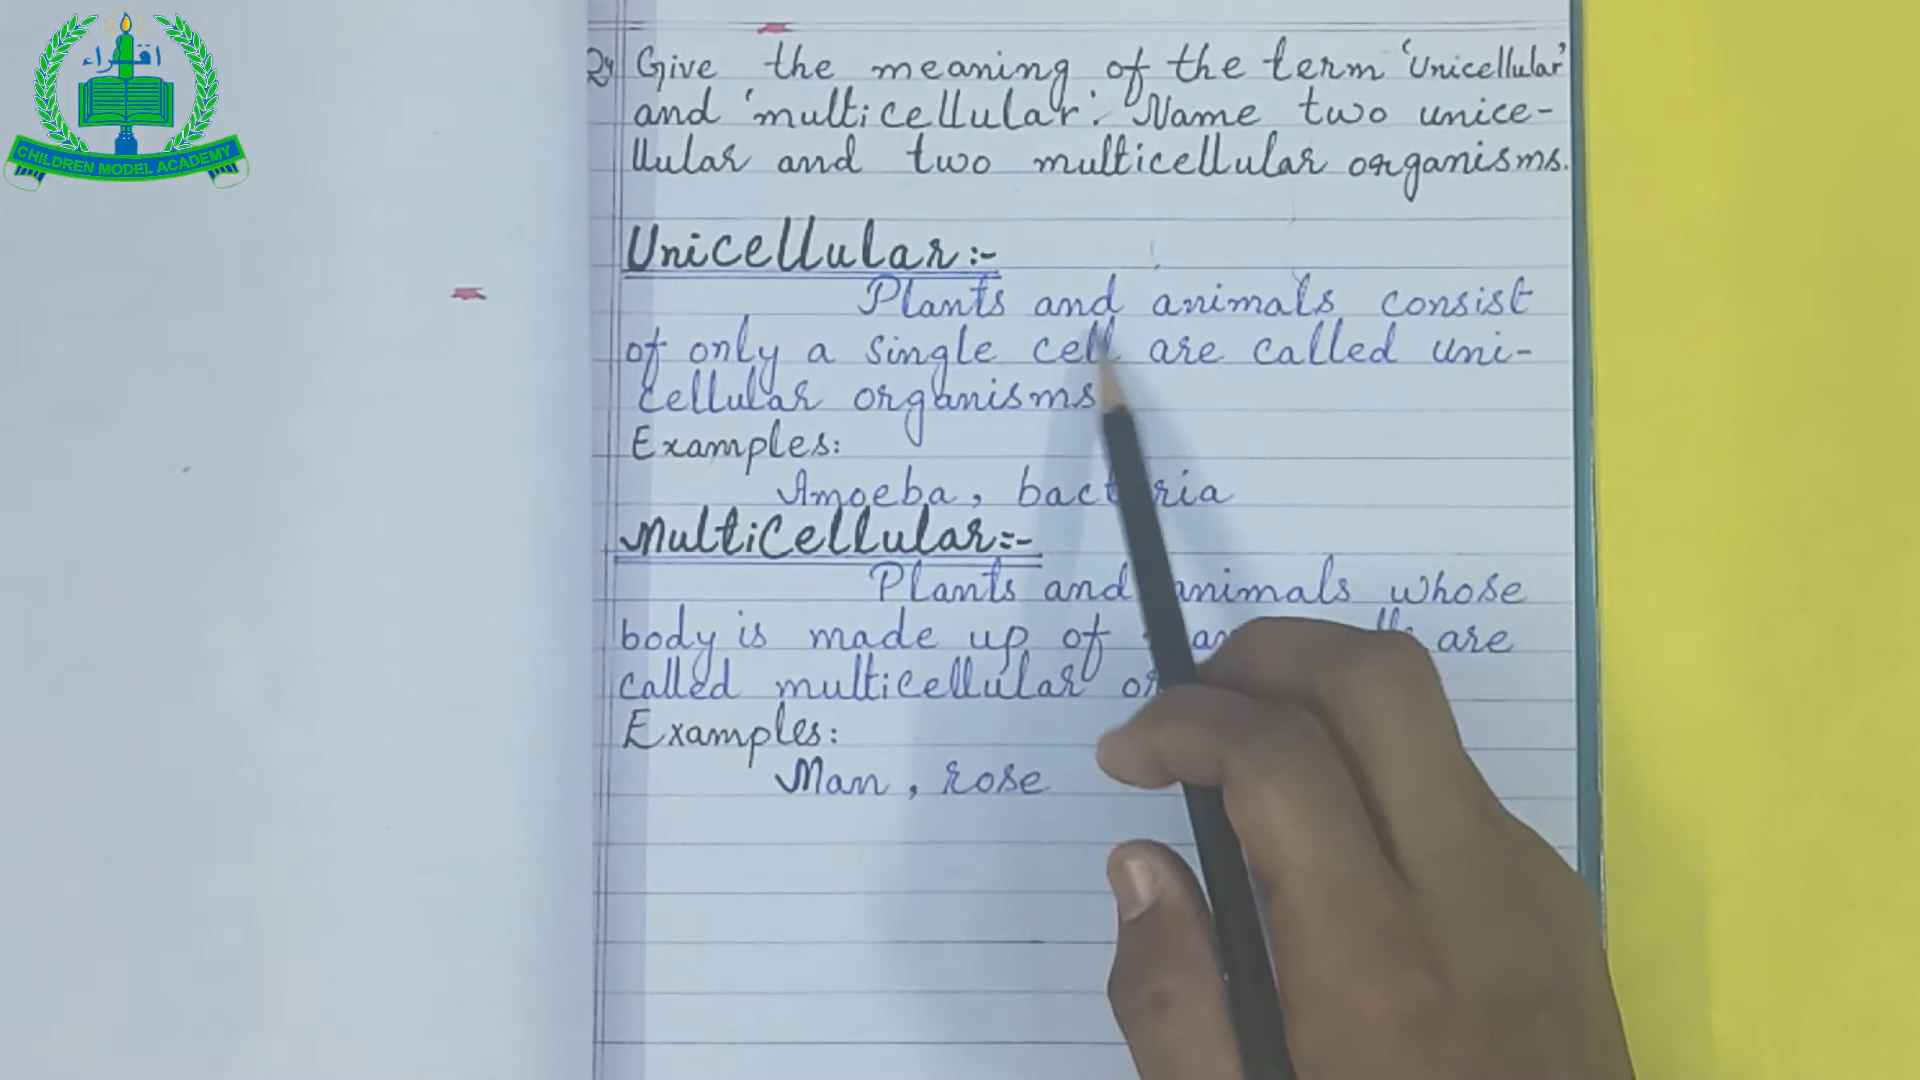 اقراء
CHILDREN MODEL ACADEMY
Give the meaning of the term 'Unicellular'
and 'multicellular'. Name two unice-
llular and two multicellular organisms.
Unicellular:-
Plants and animals consist
of only a single cell are called uni-
cellular organisms
Examples:
Amoeba, bacteria
Multicellular:-
Plants and animals whose
body is made up of are
called multicellular
Examples:
Man, rose